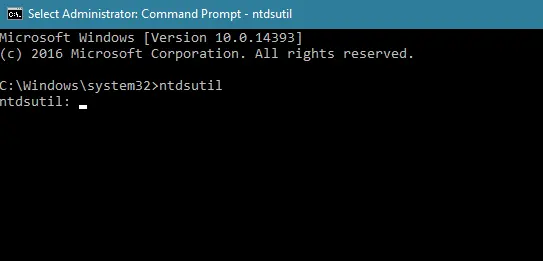 Select Administrator: Command Prompt - ntdsutil
Microsoft Windows [Version 10.0.14393]
(c) 2016 Microsoft Corporation. All rights reserved.
C:\Windows\system32>ntdsutil
ntdsutil: